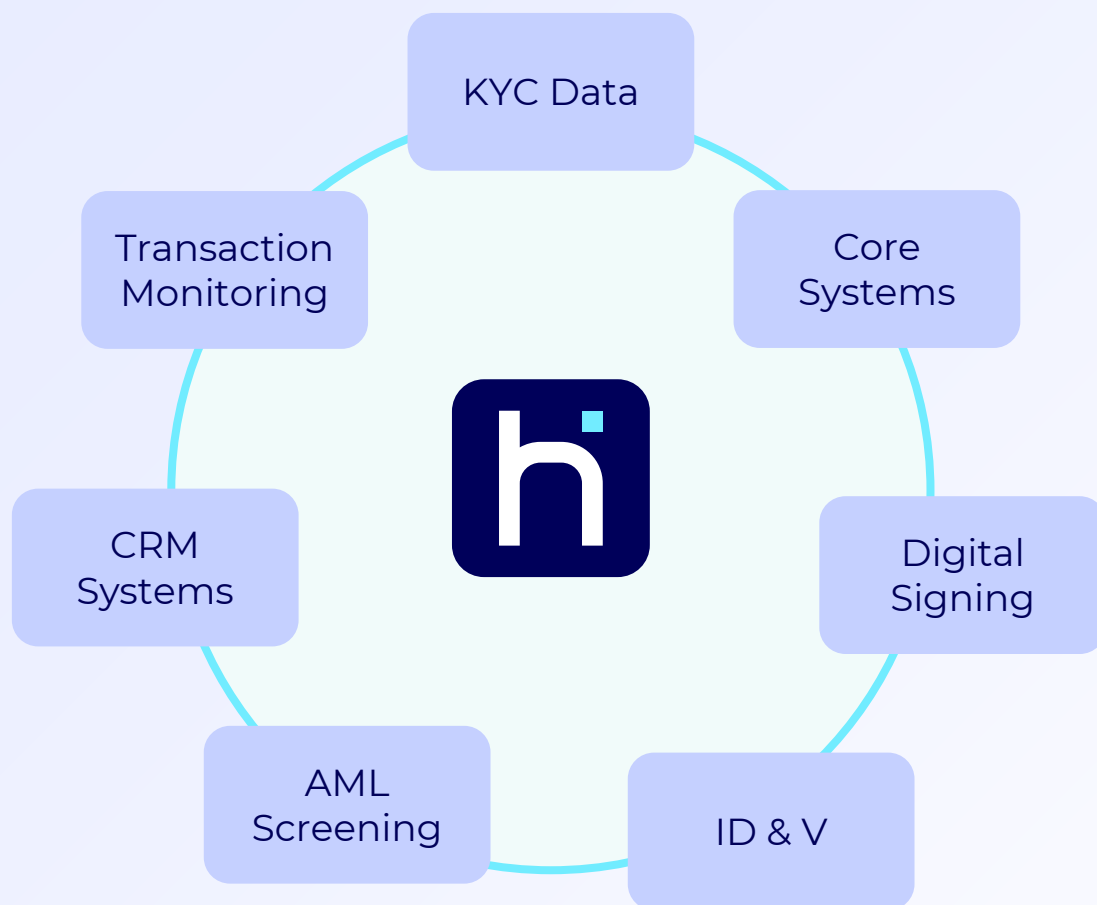 KYC Data
Transaction
Monitoring
Core
Systems
h
CRM
Systems
Digital
Signing
AML
Screening
ID & V